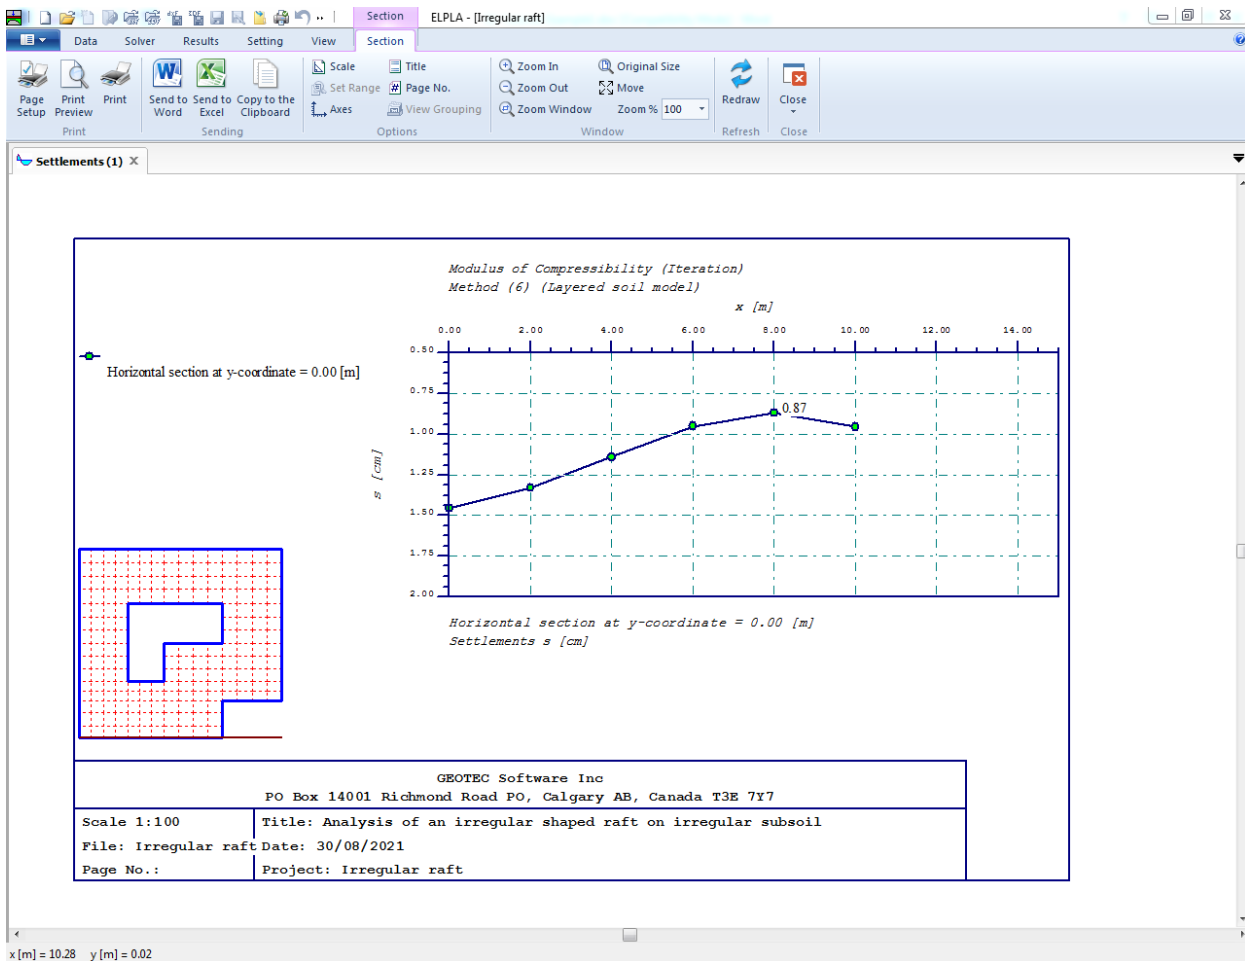 Section
ELPLA - [Irregular raft]
Data
Solver
Results
Setting
View
Section
Page Setup
Print Preview
Print
Send to Word
Send to Excel
Copy to the Clipboard
Scale
Set Range
Axes
Title
# Page No.
View Grouping
Zoom In
Zoom Out
Zoom Window
Original Size
Move
Zoom % 100
Redraw
Close
Print
Sending
Options
Window
Refresh
Close
Settlements (1) X
Modulus of Compressibility (Iteration)
Method (6) (Layered soil model)
x [m]
0.00 2.00 4.00 6.00 8.00 10.00 12.00 14.00
0.50
0.75
1.00
1.25
1.50
1.75
2.00
s [cm]
0.87
Horizontal section at y-coordinate = 0.00 [m]
Horizontal section at y-coordinate = 0.00 [m]
Settlements s [cm]
GEOTEC Software Inc
PO Box 14001 Richmond Road PO, Calgary AB, Canada T3E 7Y7
Scale 1:100
Title: Analysis of an irregular shaped raft on irregular subsoil
File: Irregular raft
Date: 30/08/2021
Page No.:
Project: Irregular raft
x [m] = 10.28 y [m] = 0.02